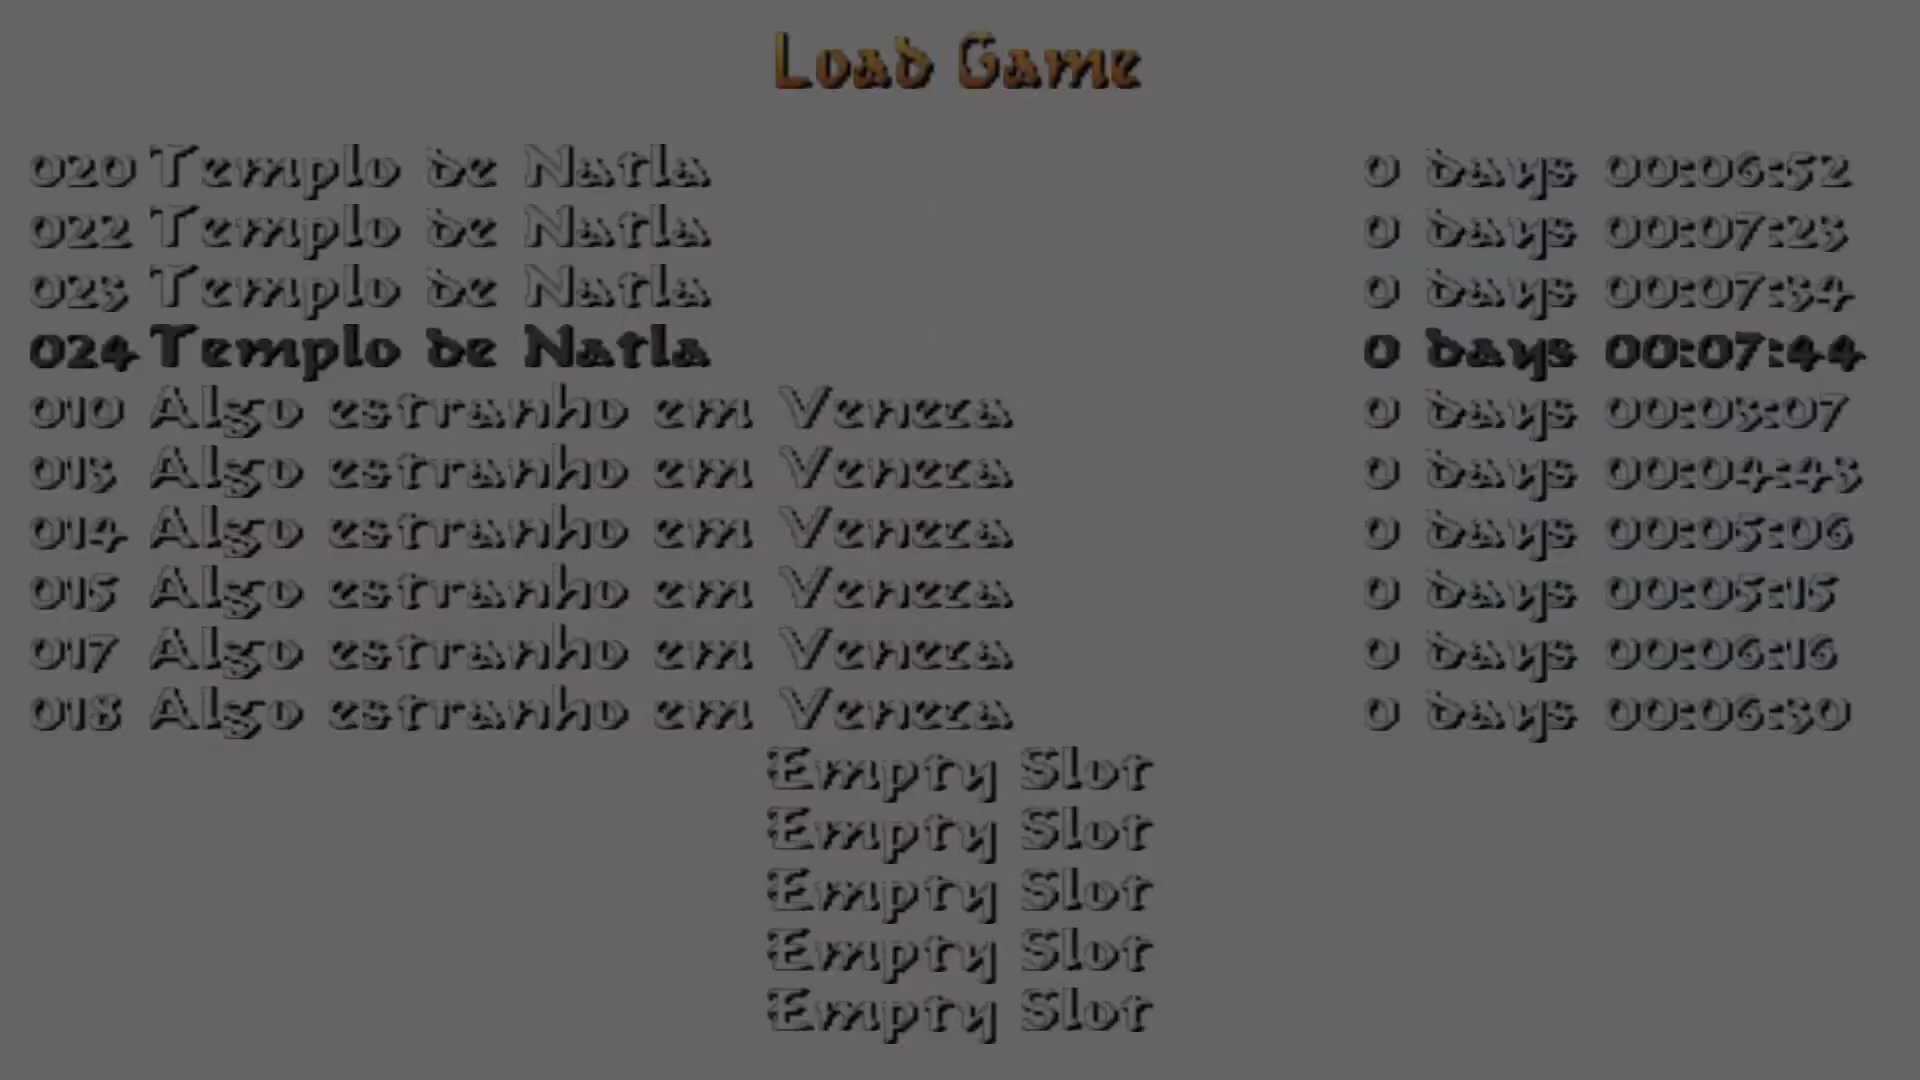 Load Game
020 Templo de Natla 0 days 00:06:52
022 Templo de Natla 0 days 00:07:23
023 Templo de Natla 0 days 00:07:34
024 Templo de Natla 0 days 00:07:44
010 Algo estranho em Veneza 0 days 00:03:07
013 Algo estranho em Veneza 0 days 00:04:43
014 Algo estranho em Veneza 0 days 00:05:06
015 Algo estranho em Veneza 0 days 00:05:15
017 Algo estranho em Veneza 0 days 00:06:16
018 Algo estranho em Veneza 0 days 00:06:30
Empty Slot
Empty Slot
Empty Slot
Empty Slot
Empty Slot